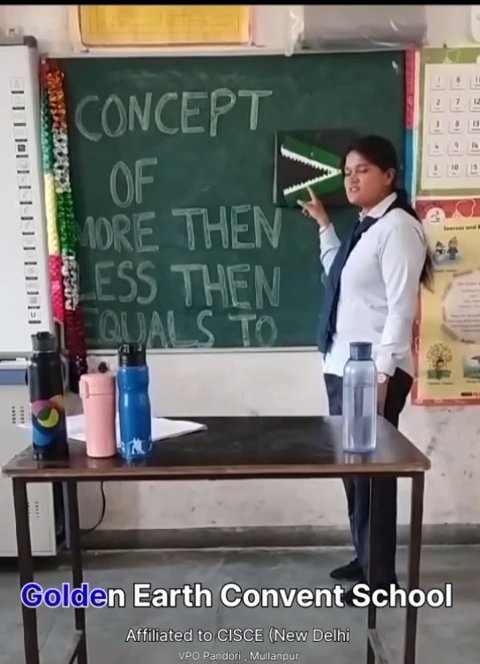 CONCEPT
OF
MORE THEN
LESS THEN
EQUALS TO
Golden Earth Convent School
Affiliated to CISCE (New Delhi
VPO Pandori , Mullanpur